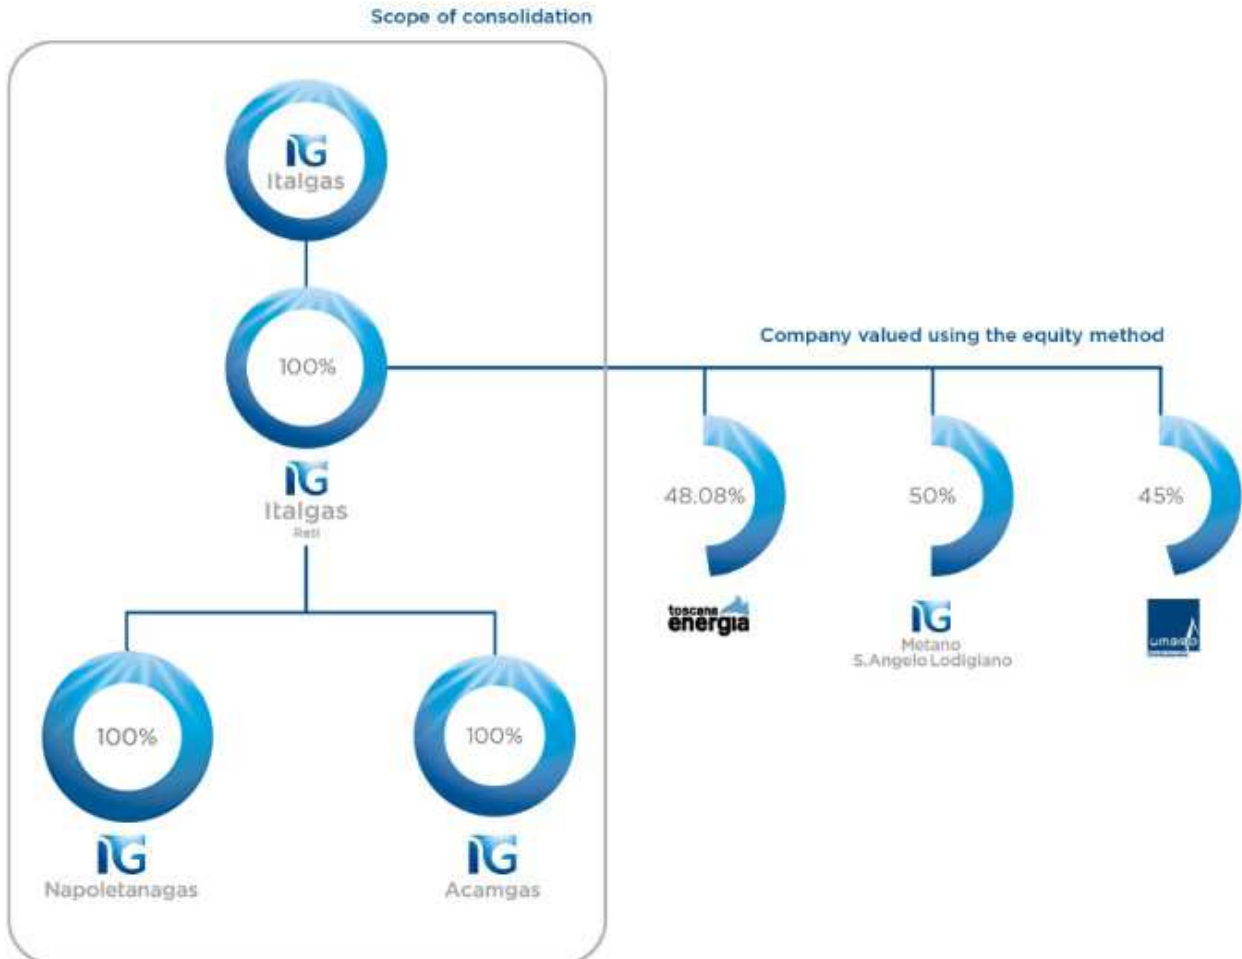 Scope of consolidation
IG
Italgas
100%
Company valued using the equity method
IG
Italgas
Reti
48.08%
50%
45%
toscana
energia
IG
Metano
S.Angelo Lodigiano
umbria
100%
100%
IG
Napoletanagas
IG
Acamgas